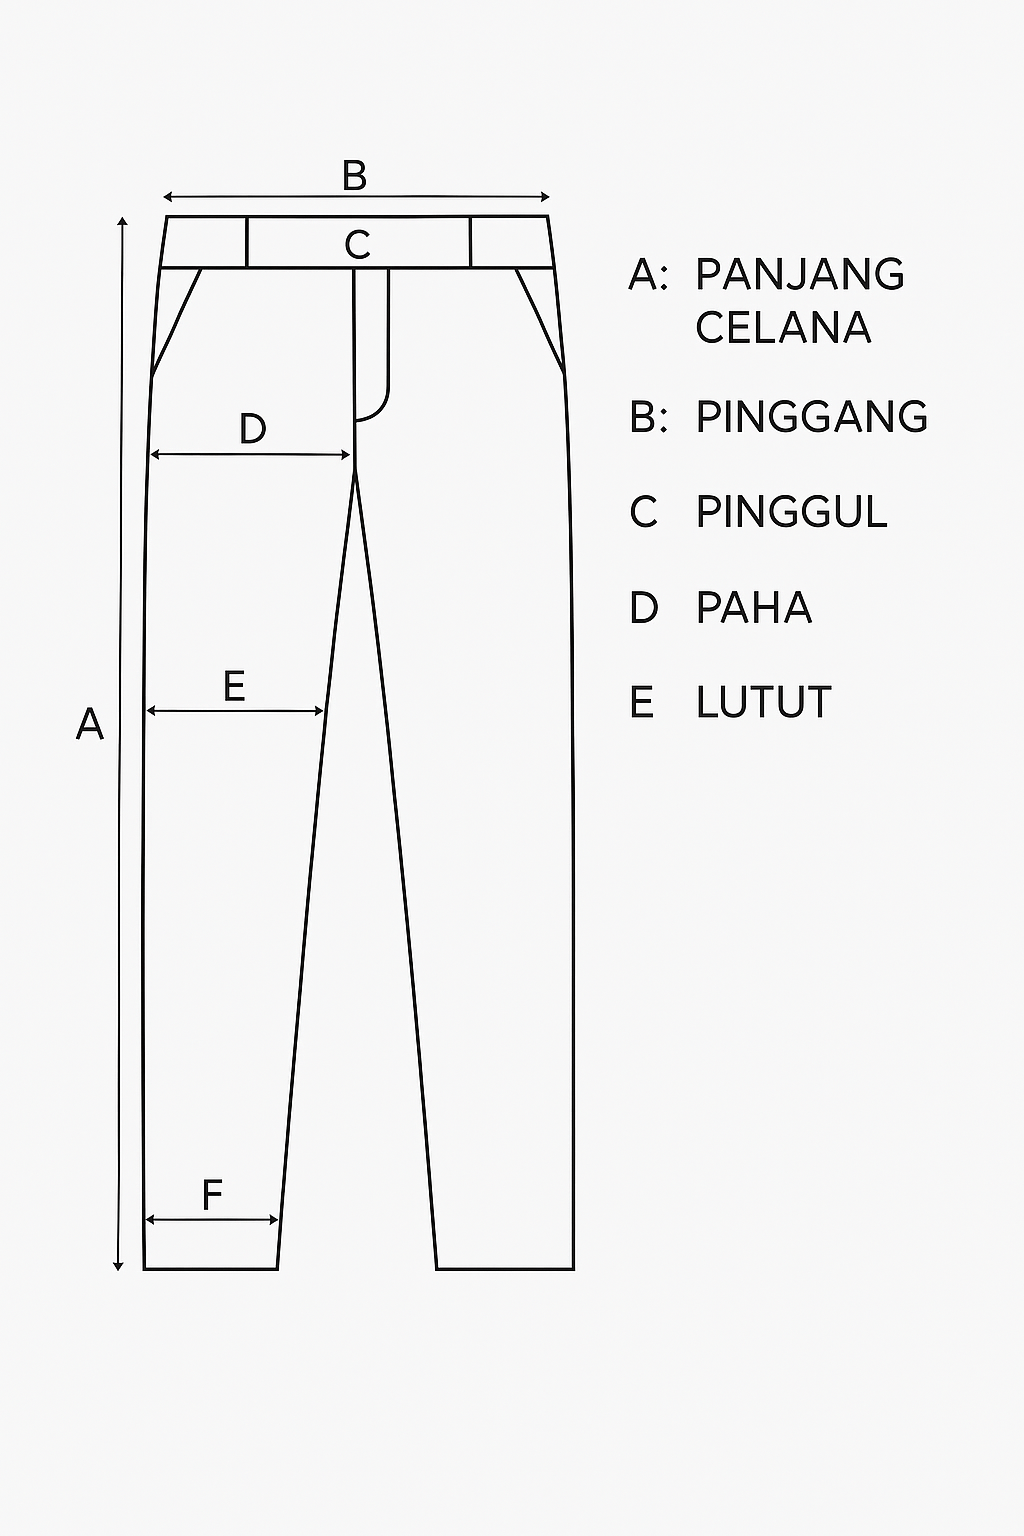 B
C
D
E
A
F
A: PANJANG
CELANA
B: PINGGANG
C PINGGUL
D PAHA
E LUTUT